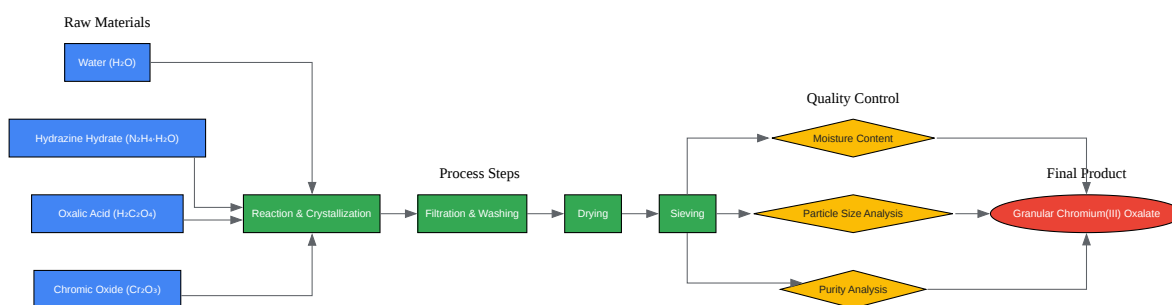 Raw Materials
Water (H₂O)
Hydrazine Hydrate (N₂H₄·H₂O)
Oxalic Acid (H₂C₂O₄)
Chromic Oxide (Cr₂O₃)
Process Steps
Reaction & Crystallization
Filtration & Washing
Drying
Sieving
Quality Control
Moisture Content
Particle Size Analysis
Purity Analysis
Final Product
Granular Chromium(III) Oxalate